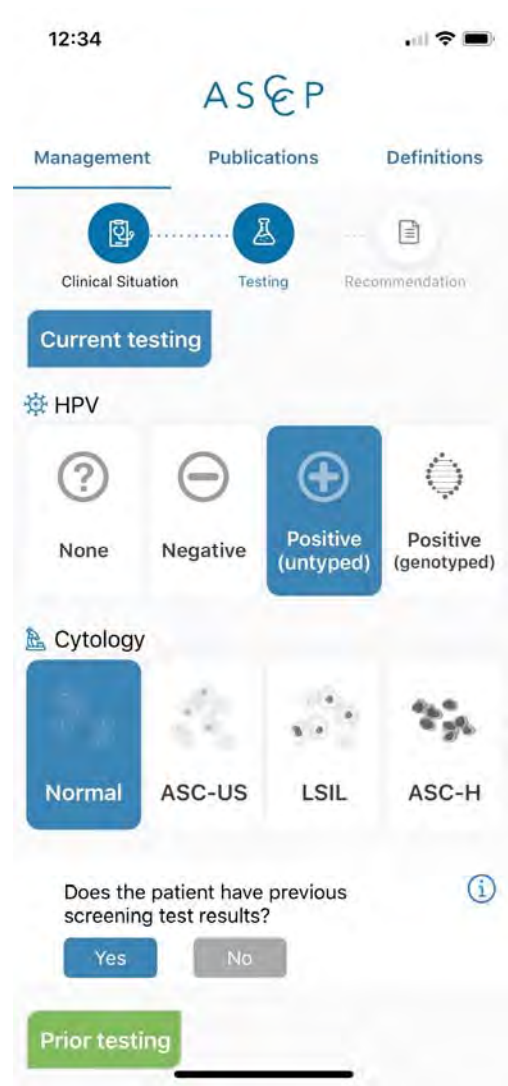 12:34
ASCCP
Management Publications Definitions
Clinical Situation Testing Recommendation
Current testing
HPV
None Negative Positive (untyped) Positive (genotyped)
Cytology
Normal ASC-US LSIL ASC-H
Does the patient have previous
screening test results?
Yes No
Prior testing